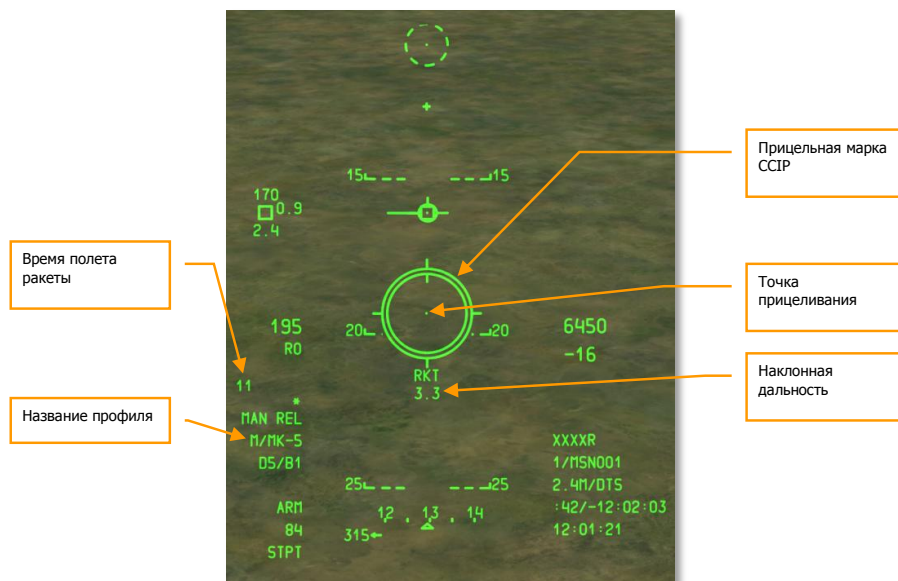 15 15
170
0.9
2.4
195
RO
20 20
6450
-16
RKT
3.3
11
*
MAN REL
M/MK-5
D5/B1
XXXXR
1/MSN001
2.4M/DTS
:42/-12:02:03
12:01:21
25 25
12 13 14
315←
ARM
84
STPT
Время полета
ракеты
Название профиля
Прицельная марка
CCIP
Точка
прицеливания
Наклонная
дальность